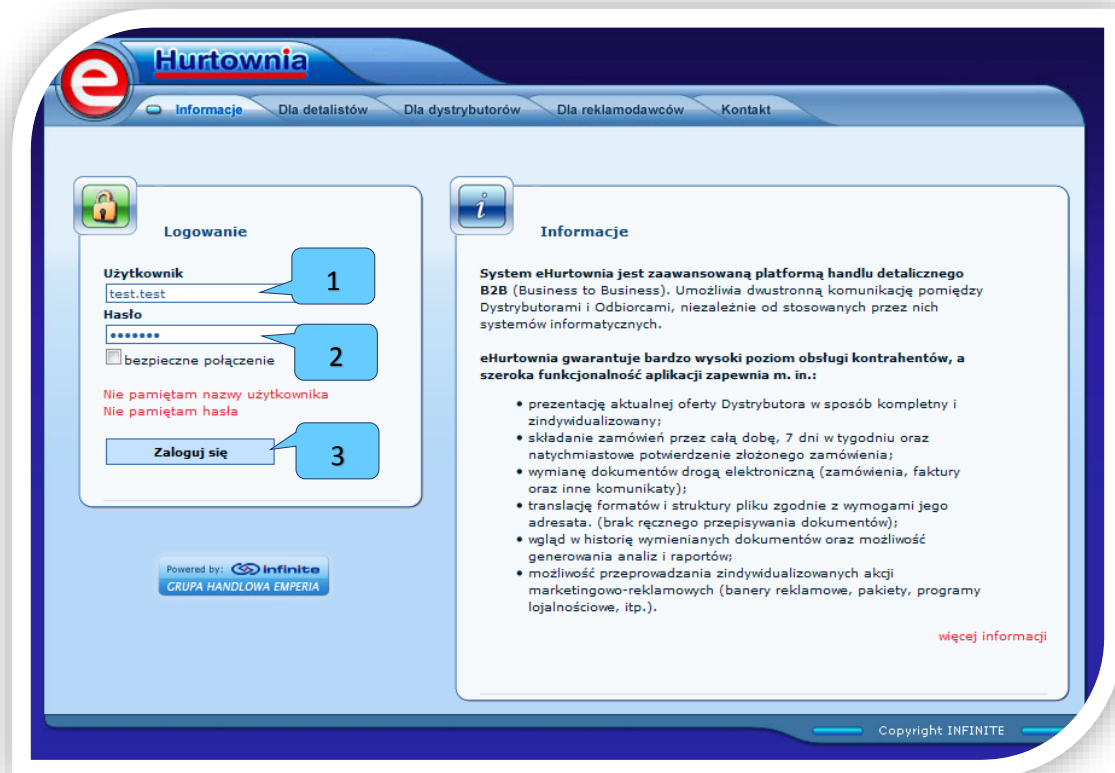 e Hurtownia
Informacje Dla detalistów Dla dystrybutorów Dla reklamodawców Kontakt
Logowanie
Użytkownik
test.test
1
Hasło
•••••••
2
bezpieczne połączenie
Nie pamiętam nazwy użytkownika
Nie pamiętam hasła
Zaloguj się
3
Powered by: infinite
GRUPA HANDLOWA EMPERIA
i
Informacje
System eHurtownia jest zaawansowaną platformą handlu detalicznego
B2B (Business to Business). Umożliwia dwustronną komunikację pomiędzy
Dystrybutorami i Odbiorcami, niezależnie od stosowanych przez nich
systemów informatycznych.
eHurtownia gwarantuje bardzo wysoki poziom obsługi kontrahentów, a
szeroka funkcjonalność aplikacji zapewnia m. in.:
• prezentację aktualnej oferty Dystrybutora w sposób kompletny i
zindywidualizowany;
• składanie zamówień przez całą dobę, 7 dni w tygodniu oraz
natychmiastowe potwierdzenie złożonego zamówienia;
• wymianę dokumentów drogą elektroniczną (zamówienia, faktury
oraz inne komunikaty);
• translację formatów i struktury pliku zgodnie z wymogami jego
adresata. (brak ręcznego przepisywania dokumentów);
• wgląd w historię wymienianych dokumentów oraz możliwość
generowania analiz i raportów;
• możliwość przeprowadzania zindywidualizowanych akcji
marketingowo-reklamowych (banery reklamowe, pakiety, programy
lojalnościowe, itp.).
więcej informacji
Copyright INFINITE